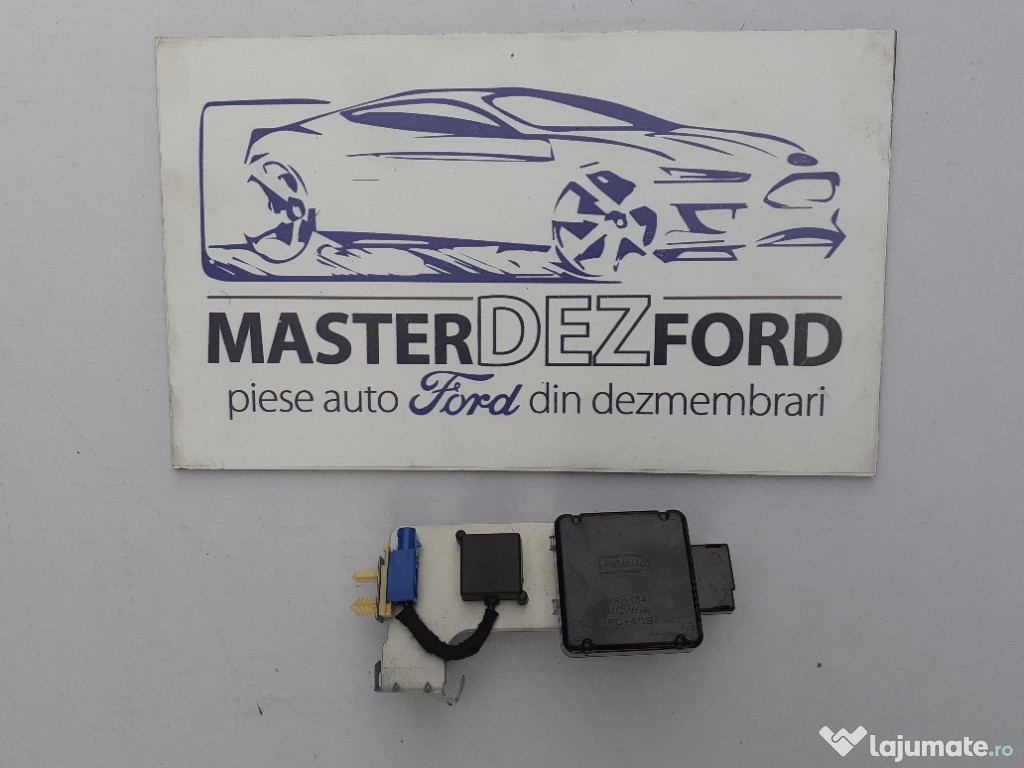 MASTERDEZFORD
piese auto Ford din dezmembrari
FoMoCo
lajumate.ro